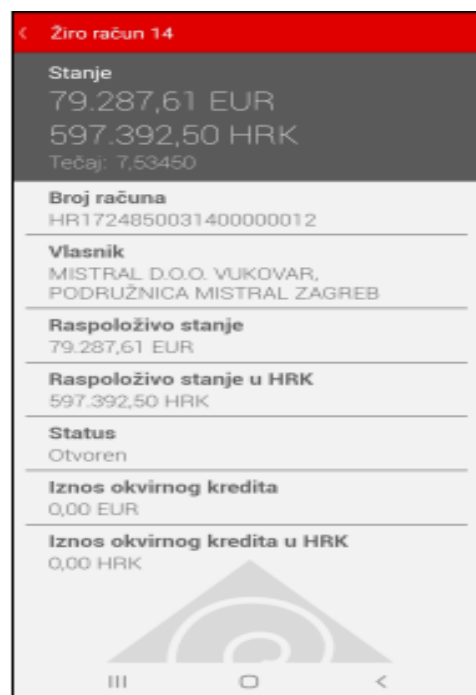 Žiro račun 14
Stanje
79.287,61 EUR
597.392,50 HRK
Tečaj: 7,53450
Broj računa
HR1724850031400000012
Vlasnik
MISTRAL D.O.O. VUKOVAR,
PODRUŽNICA MISTRAL ZAGREB
Raspoloživo stanje
79.287,61 EUR
Raspoloživo stanje u HRK
597.392,50 HRK
Status
Otvoren
Iznos okvirnog kredita
0,00 EUR
Iznos okvirnog kredita u HRK
0,00 HRK